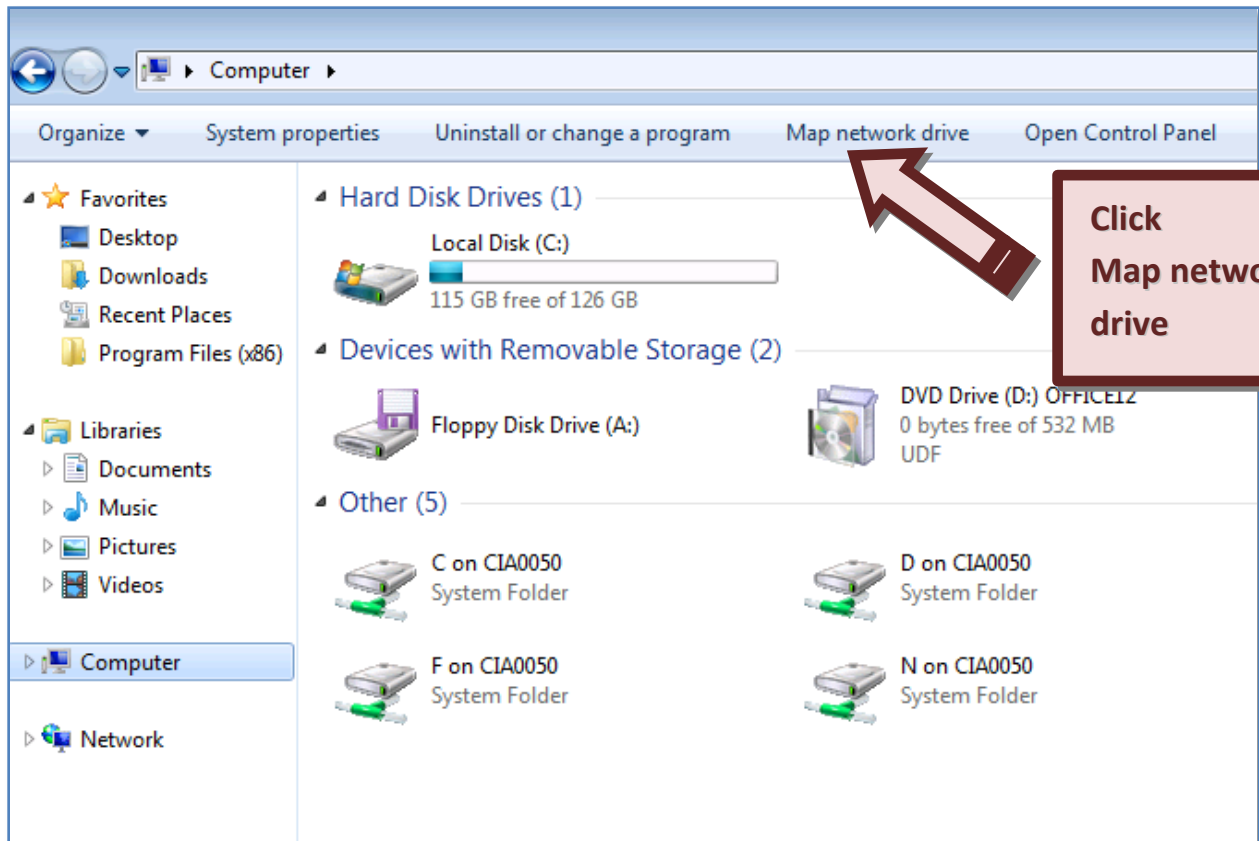 Computer
Organize System properties Uninstall or change a program Map network drive Open Control Panel
Favorites
Desktop
Downloads
Recent Places
Program Files (x86)
Libraries
Documents
Music
Pictures
Videos
Computer
Network
Hard Disk Drives (1)
Local Disk (C:)
115 GB free of 126 GB
Devices with Removable Storage (2)
Floppy Disk Drive (A:)
DVD Drive (D:) OFFICE12
0 bytes free of 532 MB
UDF
Other (5)
C on CIA0050
System Folder
D on CIA0050
System Folder
F on CIA0050
System Folder
N on CIA0050
System Folder
Click
Map netwo
drive